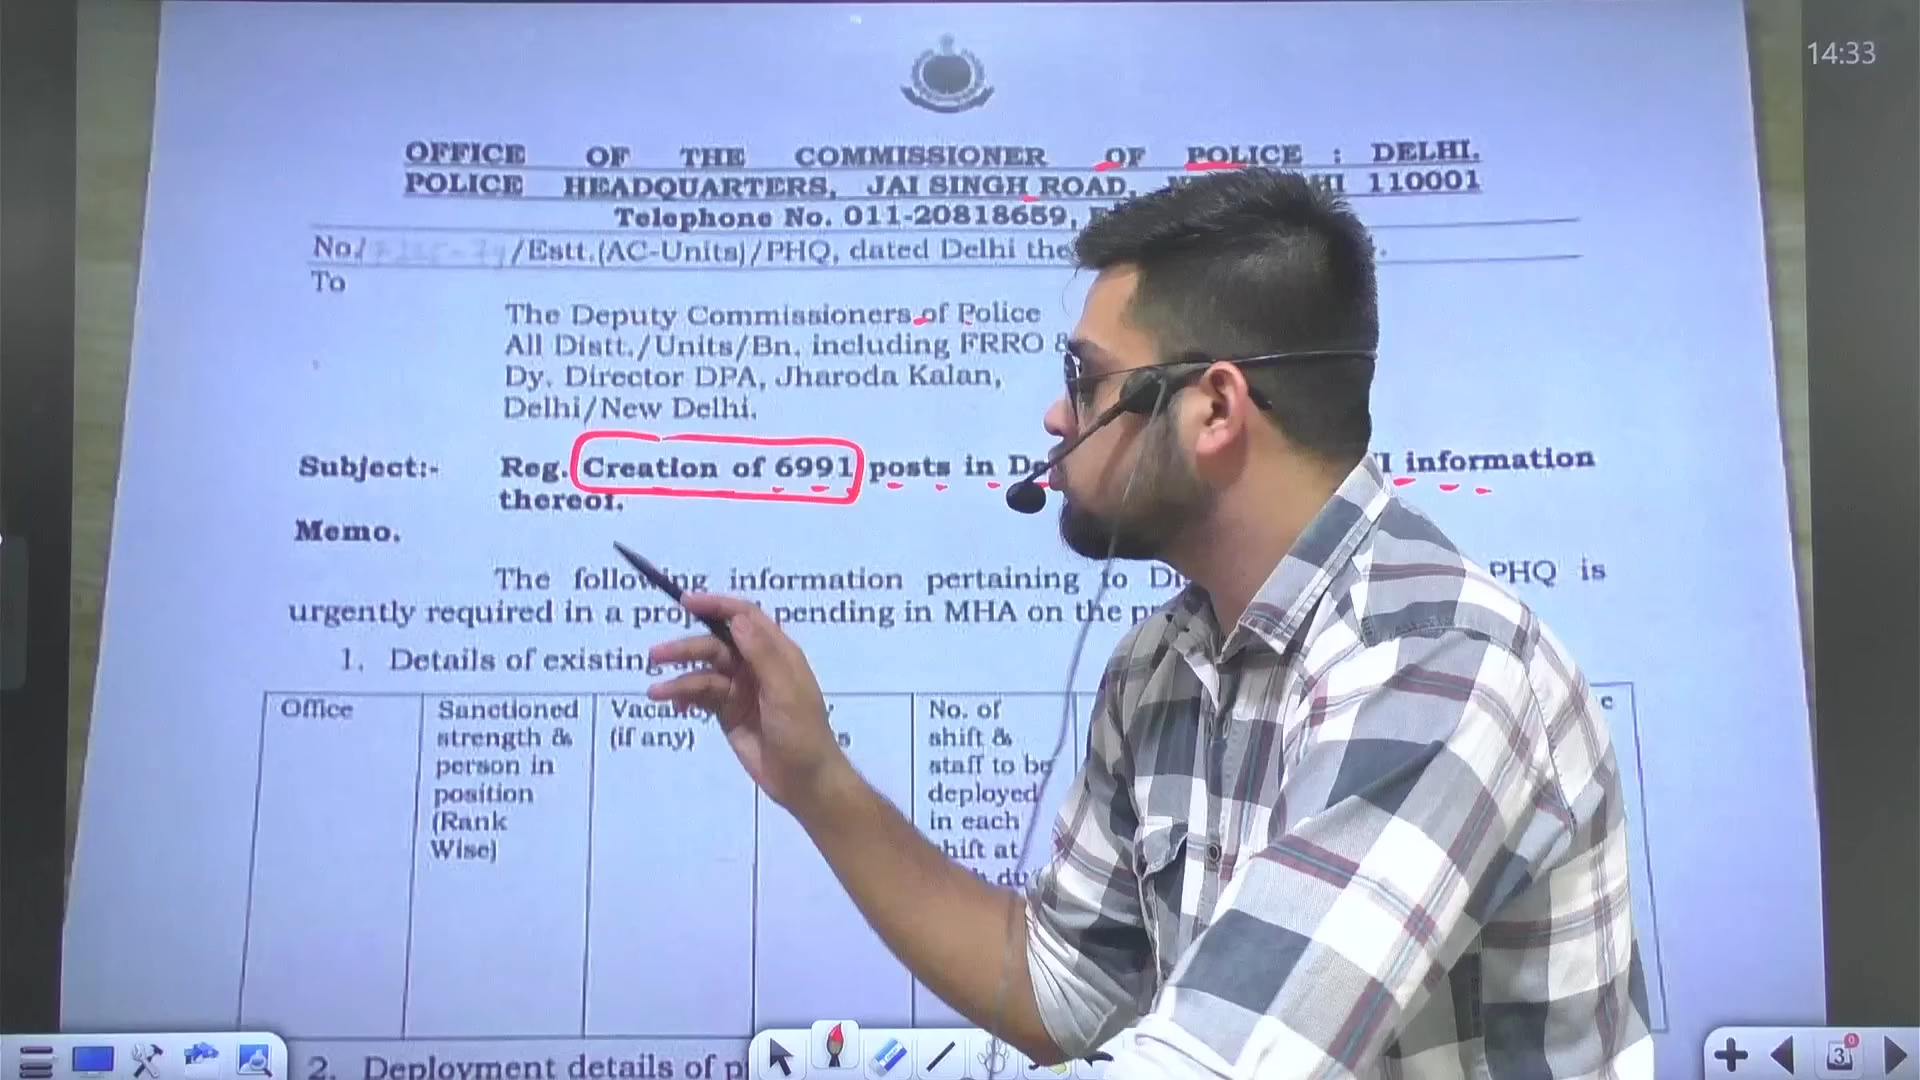 14:33
OFFICE OF THE COMMISSIONER OF POLICE : DELHI,
POLICE HEADQUARTERS, JAI SINGH ROAD, 110001
Telephone No. 011-20818659,
No./ /Estt.(AC-Units)/PHQ, dated Delhi the
To
The Deputy Commissioners of Police
All Distt./Units/Bn. including FRRO &
Dy. Director DPA, Jharoda Kalan,
Delhi/New Delhi.
Subject:- Reg. Creation of 6991 posts in information
thereof.
Memo.
The following information pertaining to PHQ is
urgently required in a pending in MHA on the
1. Details of existing
Office
Sanctioned
strength &
person in
position
(Rank
Wise)
Vacancy
(if any)
No. of
shift &
staff to be
deployed
in each
shift at
2. Deployment details of
3
0